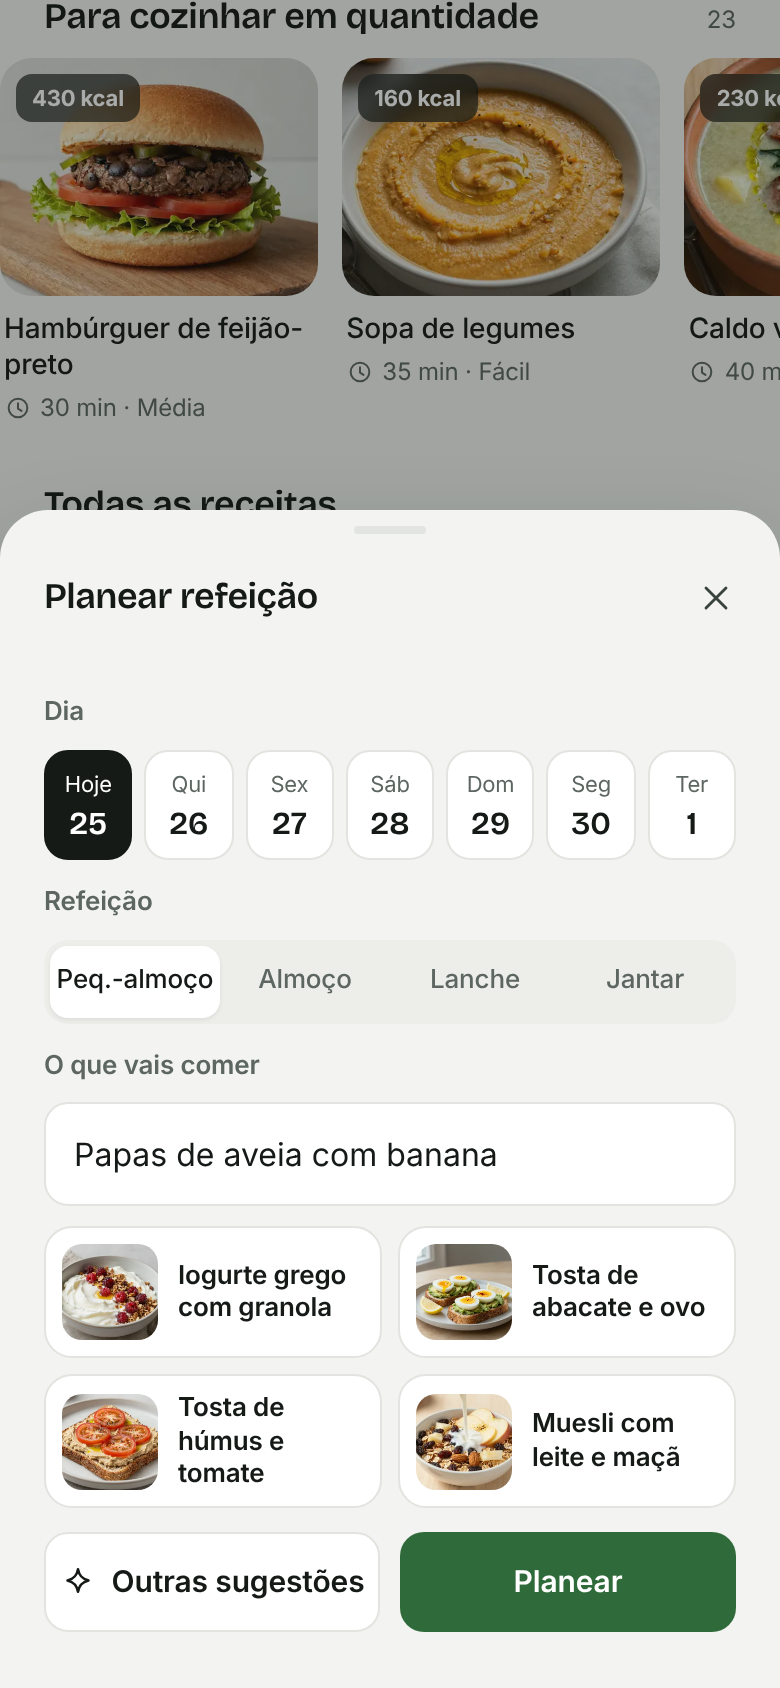 Para cozinhar em quantidade 23
430 kcal
160 kcal
230
Hambúrguer de feijão-
preto
30 min · Média
Sopa de legumes
35 min · Fácil
Caldo
40
Todas as receitas
Planear refeição
Dia
Hoje Qui Sex Sáb Dom Seg Ter
25 26 27 28 29 30 1
Refeição
Peq.-almoço Almoço Lanche Jantar
O que vais comer
Papas de aveia com banana
Iogurte grego
com granola
Tosta de
abacate e ovo
Tosta de
húmus e
tomate
Muesli com
leite e maçã
Outras sugestões
Planear